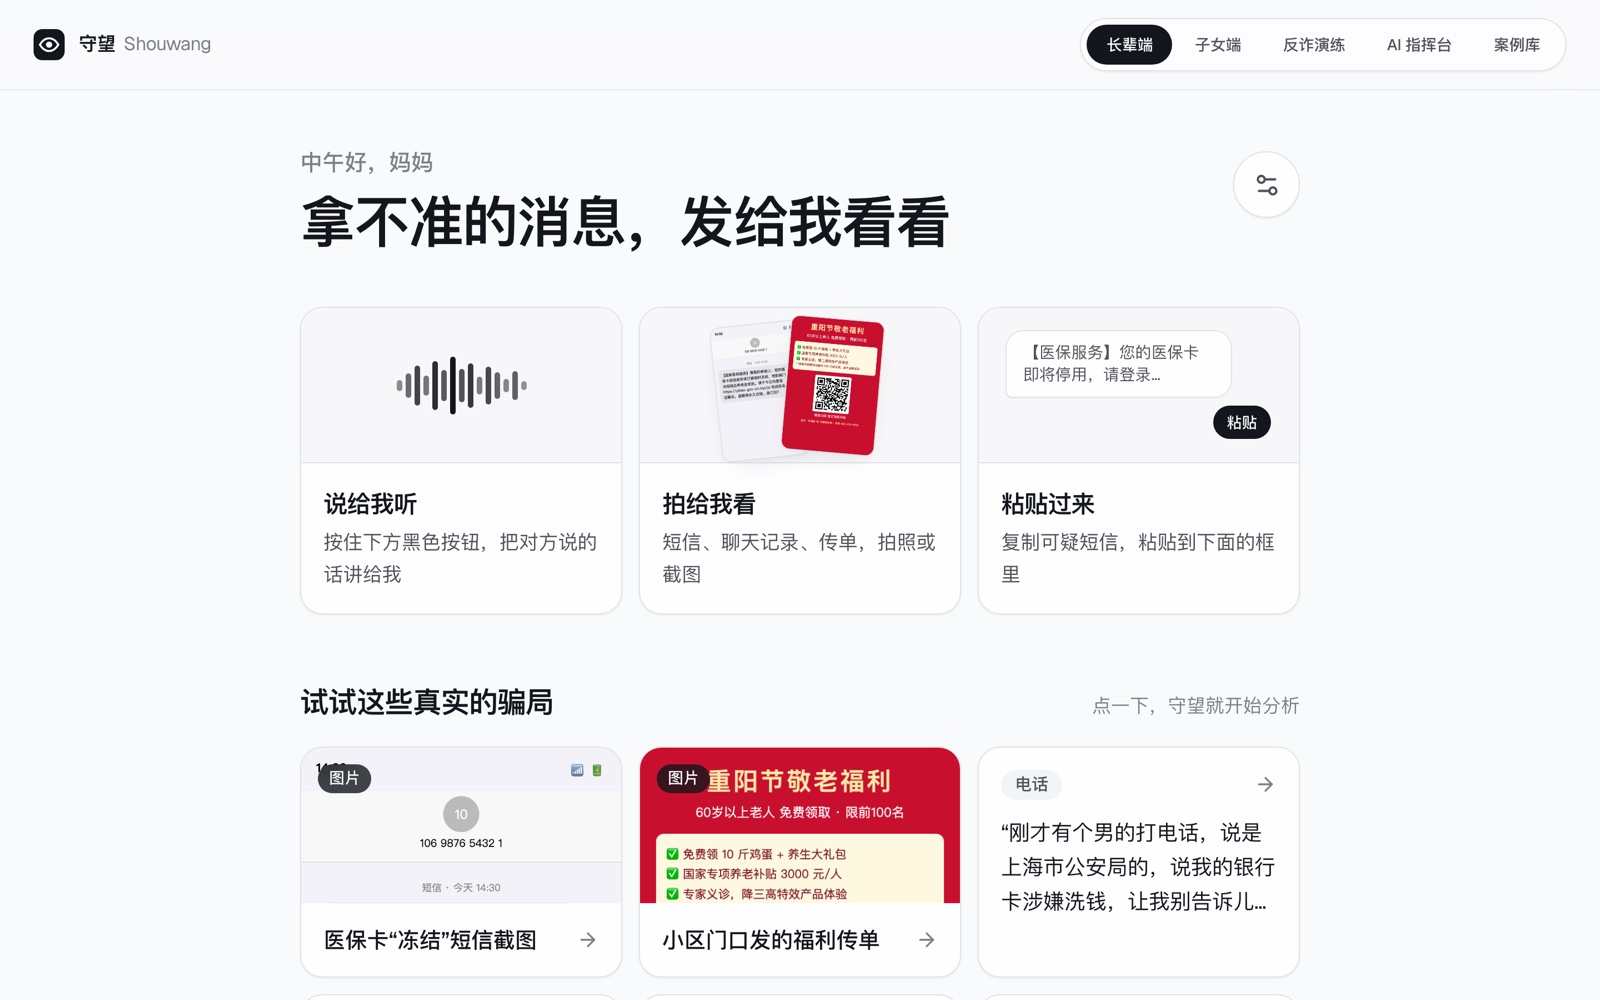 守望 Shouwang
长辈端
子女端
反诈演练
AI 指挥台
案例库
中午好，妈妈
拿不准的消息，发给我看看
重阳节敬老福利
【医保服务】您的医保卡
即将停用，请登录...
粘贴
说给我听
按住下方黑色按钮，把对方说的
话讲给我
拍给我看
短信、聊天记录、传单，拍照或
截图
粘贴过来
复制可疑短信，粘贴到下面的框
里
试试这些真实的骗局
点一下，守望就开始分析
图片
10
106 9876 5432 1
短信 · 今天 14:30
医保卡“冻结”短信截图
图片
重阳节敬老福利
60岁以上老人 免费领取 · 限前100名
免费领 10 斤鸡蛋 + 养生大礼包
国家专项养老补贴 3000 元/人
专家义诊，降三高特效产品体验
小区门口发的福利传单
电话
“刚才有个男的打电话，说是
上海市公安局的，说我的银行
卡涉嫌洗钱，让我别告诉儿...